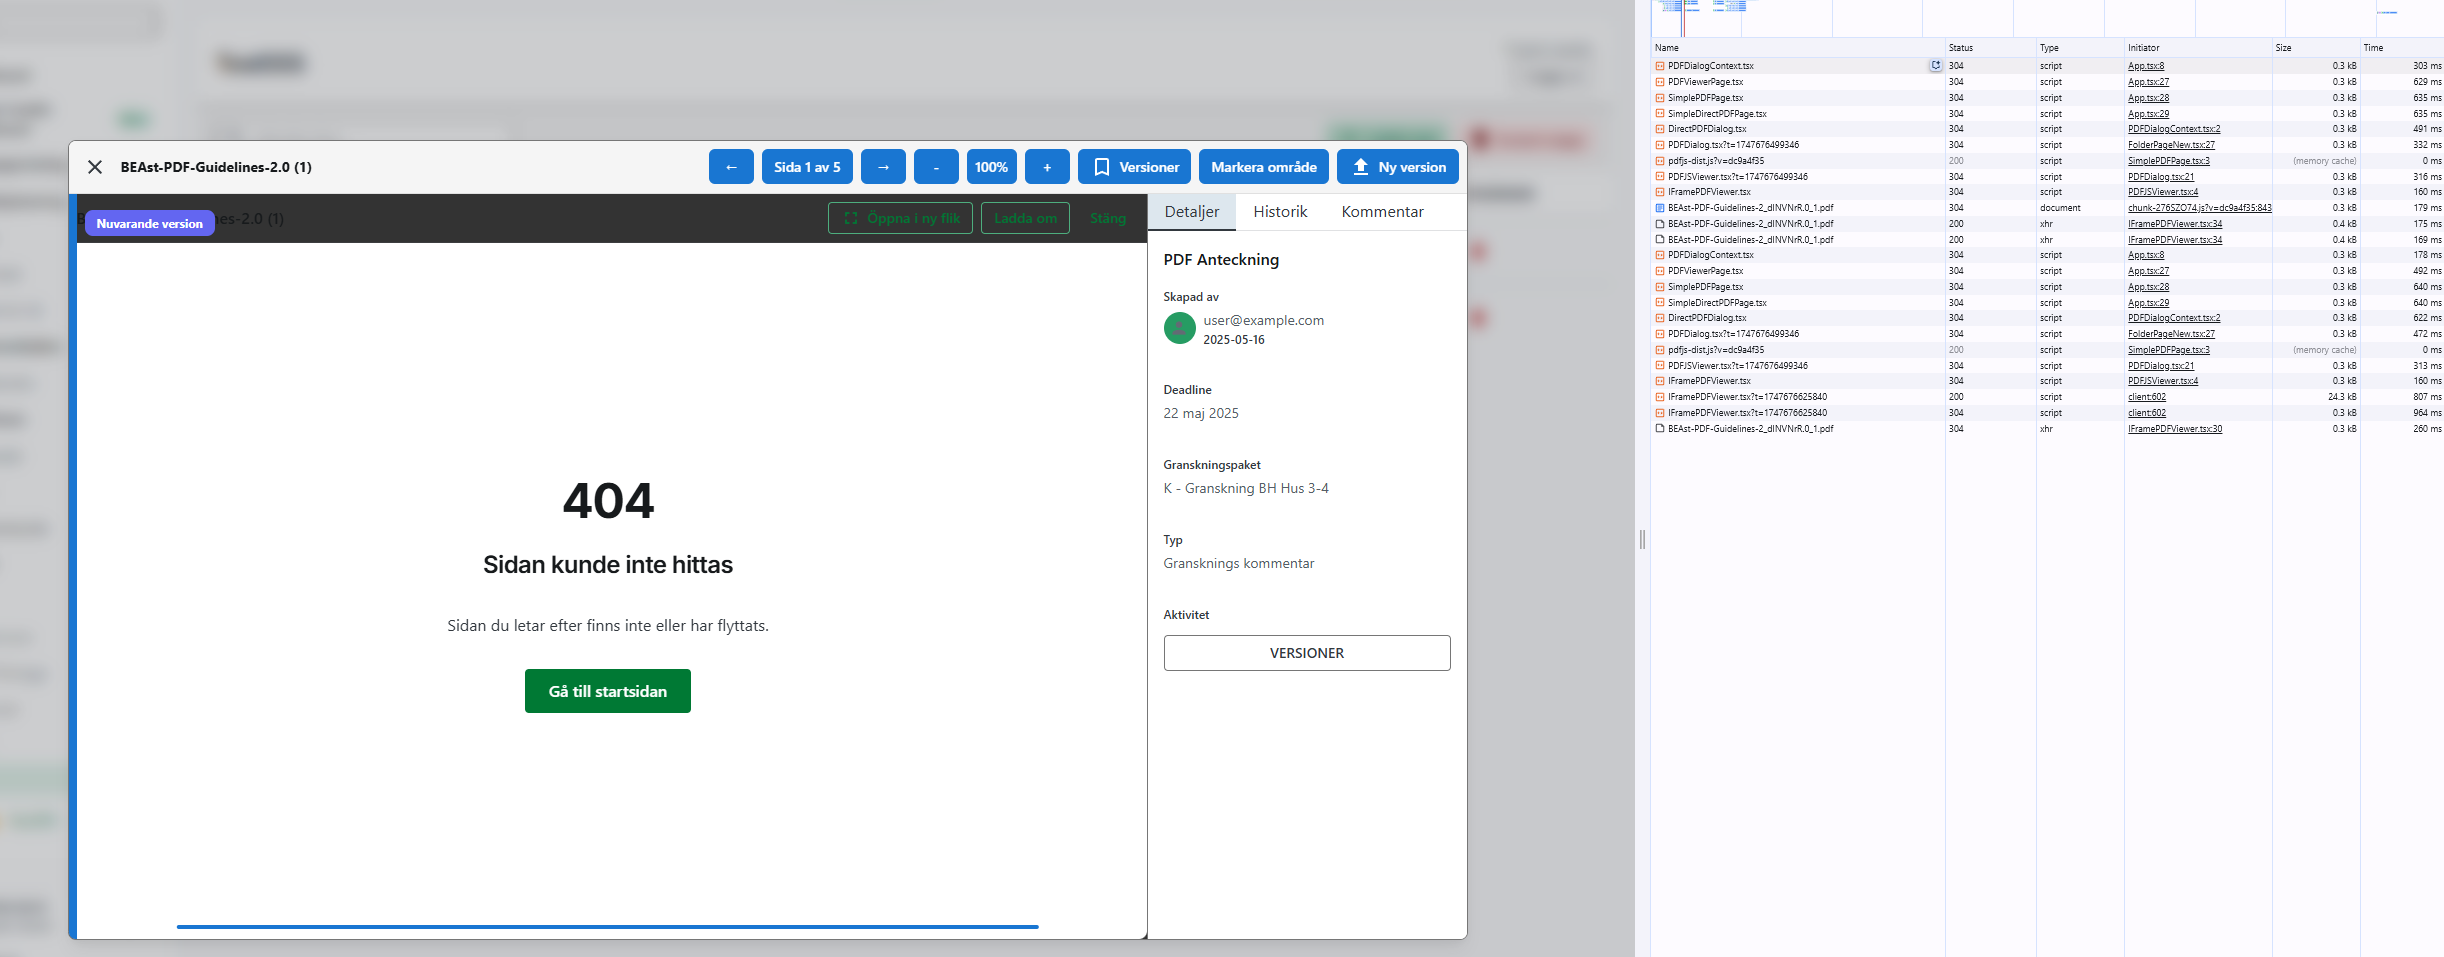 BEAst-PDF-Guidelines-2.0 (1)
←
Sida 1 av 5
→
-
100%
+
Versioner
Markera område
Ny version
B
Nuvarande version
nes-2.0 (1)
Öppna i ny flik
Ladda om
Stäng
404
Sidan kunde inte hittas
Sidan du letar efter finns inte eller har flyttats.
Gå till startsidan
Detaljer
Historik
Kommentar
PDF Anteckning
Skapad av
user@example.com
2025-05-16
Deadline
22 maj 2025
Granskningspaket
K - Granskning BH Hus 3-4
Typ
Gransknings kommentar
Aktivitet
VERSIONER
Name Status Type Initiator Size Time
PDFDialogContext.tsx 304 script App.tsx:8 0.3 kB 303 ms
PDFViewerPage.tsx 304 script App.tsx:27 0.3 kB 629 ms
SimplePDFPage.tsx 304 script App.tsx:28 0.3 kB 635 ms
SimpleDirectPDFPage.tsx 304 script App.tsx:29 0.3 kB 635 ms
DirectPDFDialog.tsx 304 script PDFDialogContext.tsx:2 0.3 kB 491 ms
PDFDialog.tsx?t=1747676499346 304 script FolderPageNew.tsx:27 0.3 kB 332 ms
pdfjs-dist.js?v=dc9a4f35 200 script SimplePDFPage.tsx:3 (memory cache) 0 ms
PDFJSViewer.tsx?t=1747676499346 304 script PDFDialog.tsx:21 0.3 kB 316 ms
IFramePDFViewer.tsx 304 script PDFJSViewer.tsx:4 0.3 kB 160 ms
BEAst-PDF-Guidelines-2_dINVNrR.0_1.pdf 304 document chunk-276SZO74.js?v=dc9a4f35:843 0.3 kB 179 ms
BEAst-PDF-Guidelines-2_dINVNrR.0_1.pdf 200 xhr IFramePDFViewer.tsx:34 0.4 kB 175 ms
BEAst-PDF-Guidelines-2_dINVNrR.0_1.pdf 200 xhr IFramePDFViewer.tsx:34 0.4 kB 169 ms
PDFDialogContext.tsx 304 script App.tsx:8 0.3 kB 178 ms
PDFViewerPage.tsx 304 script App.tsx:27 0.3 kB 492 ms
SimplePDFPage.tsx 304 script App.tsx:28 0.3 kB 640 ms
SimpleDirectPDFPage.tsx 304 script App.tsx:29 0.3 kB 640 ms
DirectPDFDialog.tsx 304 script PDFDialogContext.tsx:2 0.3 kB 622 ms
PDFDialog.tsx?t=1747676499346 304 script FolderPageNew.tsx:27 0.3 kB 472 ms
pdfjs-dist.js?v=dc9a4f35 200 script SimplePDFPage.tsx:3 (memory cache) 0 ms
PDFJSViewer.tsx?t=1747676499346 304 script PDFDialog.tsx:21 0.3 kB 313 ms
IFramePDFViewer.tsx 304 script PDFJSViewer.tsx:4 0.3 kB 160 ms
IFramePDFViewer.tsx?t=1747676625840 200 script client:602 24.3 kB 807 ms
IFramePDFViewer.tsx?t=1747676625840 304 script client:602 0.3 kB 964 ms
BEAst-PDF-Guidelines-2_dINVNrR.0_1.pdf 304 xhr IFramePDFViewer.tsx:30 0.3 kB 260 ms